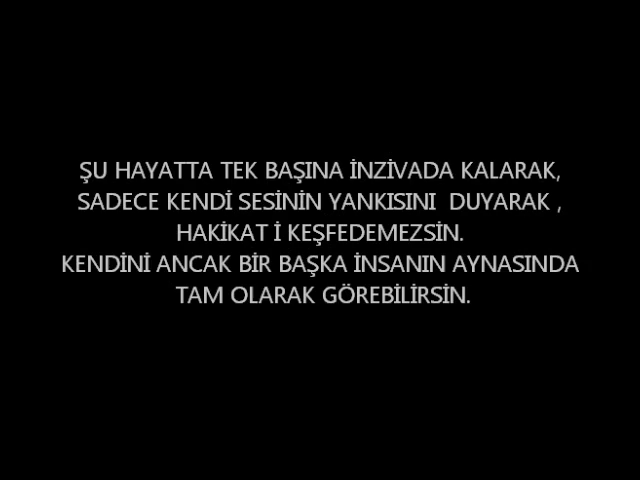 ŞU HAYATTA TEK BAŞINA İNZİVADA KALARAK,
SADECE KENDİ SESİNİN YANKISINI  DUYARAK ,
HAKİKAT İ KEŞFEDEMEZSİN.
KENDİNİ ANCAK BİR BAŞKA İNSANIN AYNASINDA
TAM OLARAK GÖREBİLİRSİN.